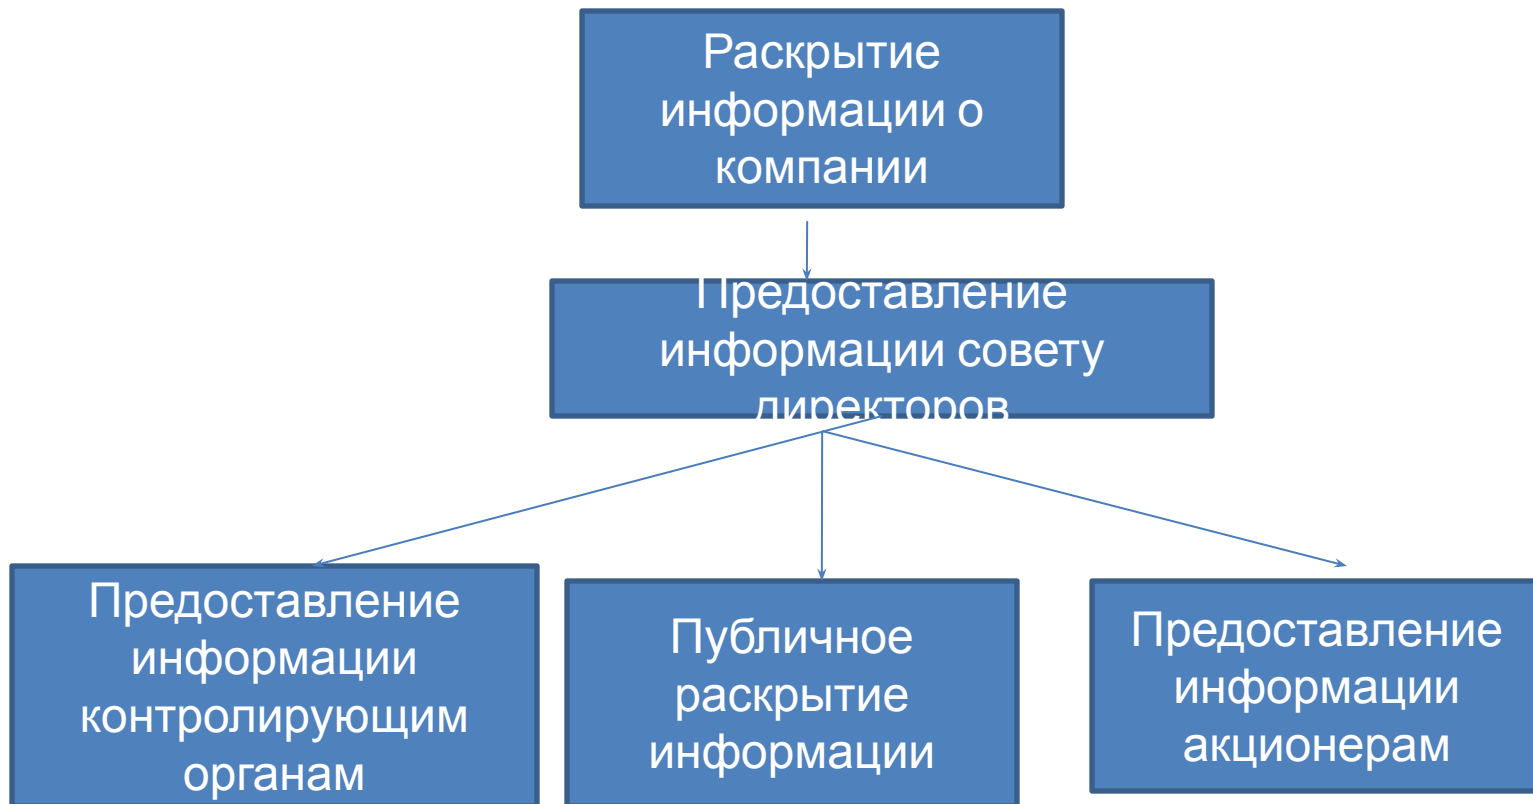 Раскрытие
информации о
компании
Предоставление
информации совету
директоров
Предоставление
информации
контролирующим
органам
Публичное
раскрытие
информации
Предоставление
информации
акционерам